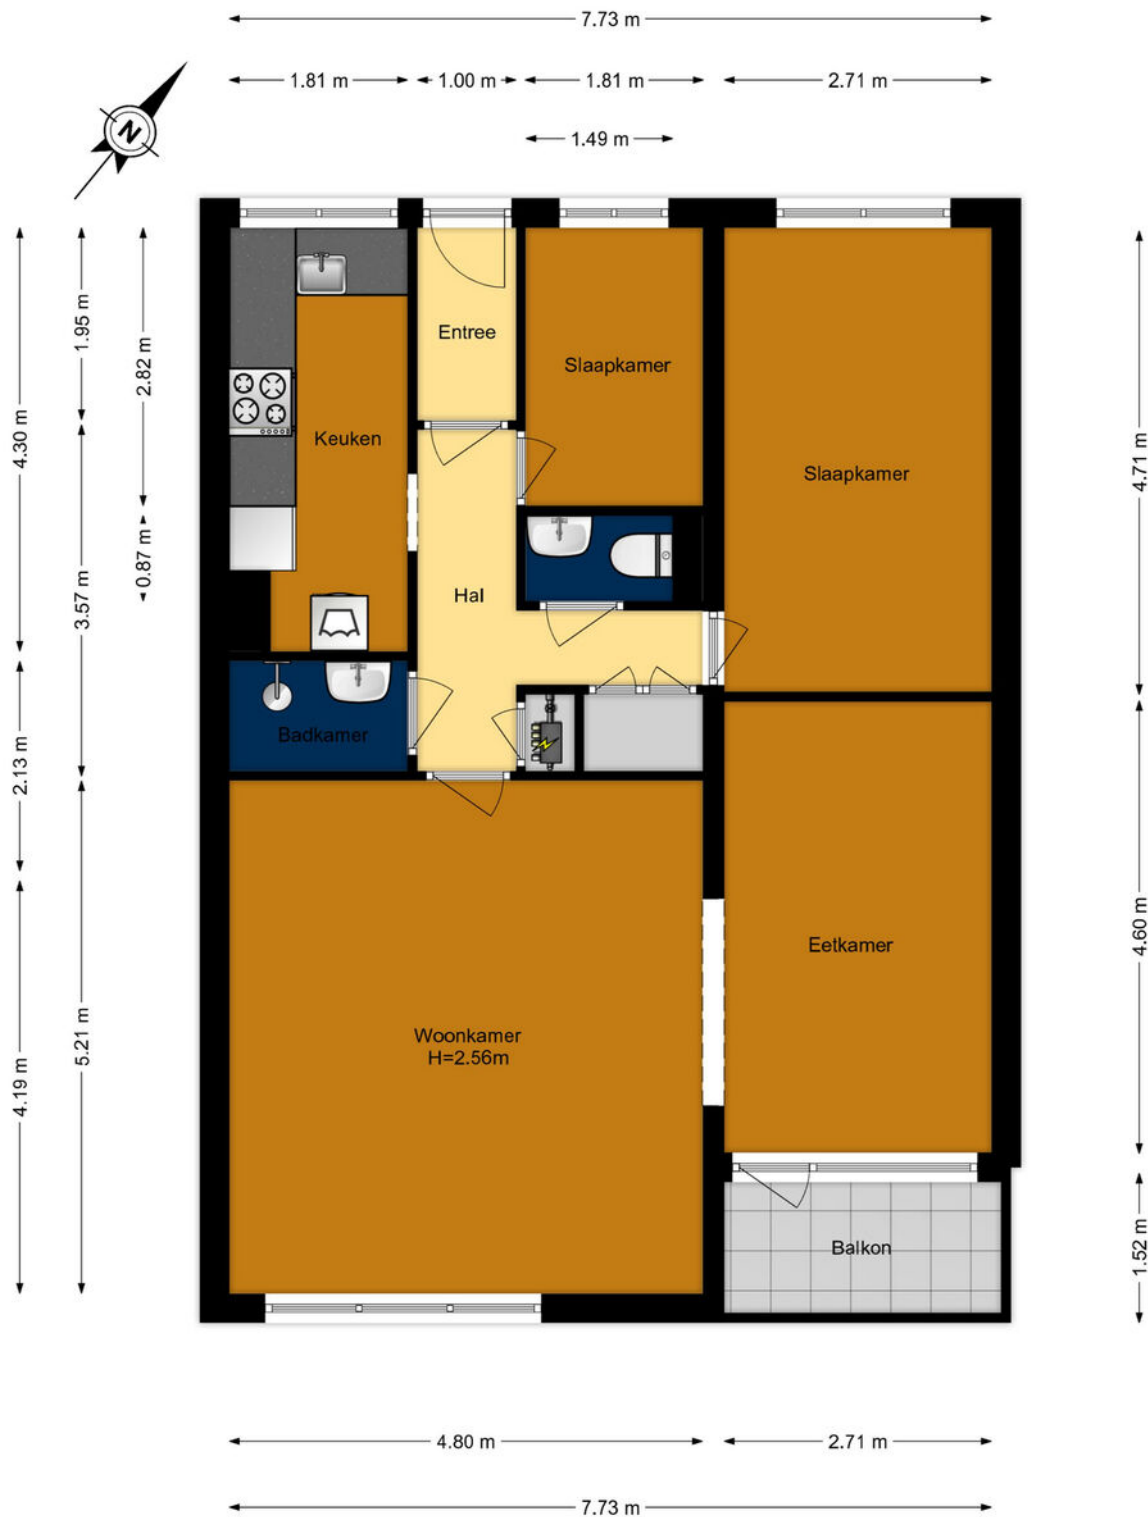 7.73 m
1.81 m
1.00 m
1.81 m
2.71 m
1.49 m
N
4.30 m
1.95 m
2.82 m
0.87 m
3.57 m
2.13 m
4.19 m
5.21 m
Entree
Slaapkamer
Keuken
Slaapkamer
Hal
Badkamer
Eetkamer
Woonkamer
H=2.56m
Balkon
4.71 m
4.60 m
1.52 m
4.80 m
2.71 m
7.73 m